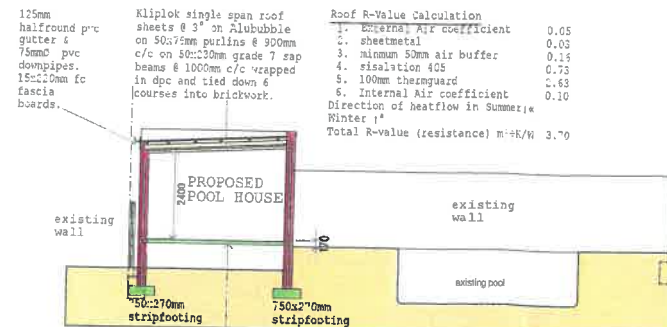 125mm
halfround pvc
gutter &
75mmØ pvc
downpipes.
15x220mm fc
fascia
boards.
Kliplok single span roof
sheets @ 3° on Alububble
on 50x76mm purlins @ 900mm
c/c on 50x230mm grade 7 sap
beams @ 1000mm c/c wrapped
in dpc and tied down 6
courses into brickwork.
Roof R-Value Calculation
1. External Air coefficient 0.05
2. sheetmetal 0.03
3. minmum 50mm air buffer
4. sisalation 405 0.73
5. 100mm thermguard 2.63
6. Internal Air coefficient 0.10
Direction of heatflow in Summer
Winter
Total R-value (resistance) m²K/W 3.70
2400
PROPOSED
POOL HOUSE
existing
wall
170
existing
wall
existing pool
750x270mm
stripfooting
750x270mm
stripfooting